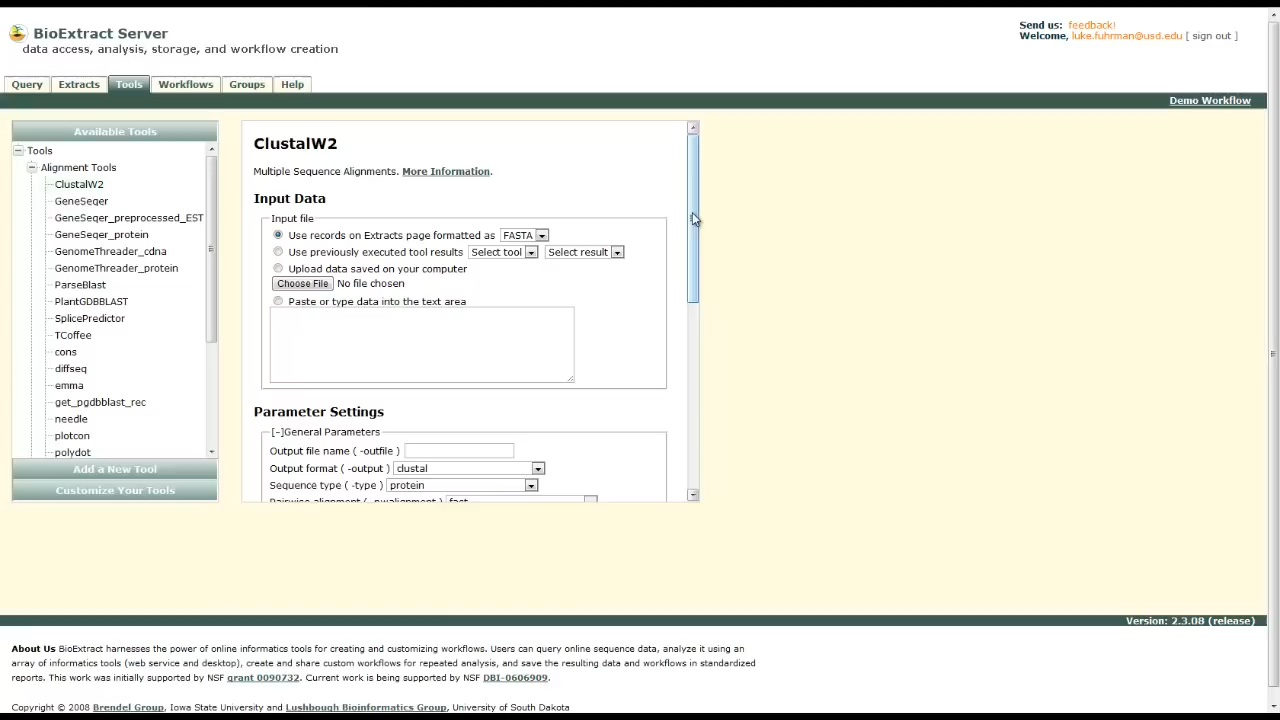 BioExtract Server
data access, analysis, storage, and workflow creation
Send us: feedback!
Welcome, luke.fuhrman@usd.edu [ sign out ]
Query Extracts Tools Workflows Groups Help
Demo Workflow
Available Tools
Tools
Alignment Tools
ClustalW2
GeneSeqer
GeneSeqer_preprocessed_EST
GeneSeqer_protein
GenomeThreader_cdna
GenomeThreader_protein
ParseBlast
PlantGDBBLAST
SplicePredictor
TCoffee
cons
diffseq
emma
get_pgdbblast_rec
needle
plotcon
polydot
Add a New Tool
Customize Your Tools
ClustalW2
Multiple Sequence Alignments. More Information.
Input Data
Input file
Use records on Extracts page formatted as FASTA
Use previously executed tool results Select tool Select result
Upload data saved on your computer
Choose File No file chosen
Paste or type data into the text area
Parameter Settings
[-]General Parameters
Output file name ( -outfile )
Output format ( -output ) clustal
Sequence type ( -type ) protein
Pairwise alignment ( -pwalignment ) fast
Version: 2.3.08 (release)
About Us BioExtract harnesses the power of online informatics tools for creating and customizing workflows. Users can query online sequence data, analyze it using an
array of informatics tools (web service and desktop), create and share custom workflows for repeated analysis, and save the resulting data and workflows in standardized
reports. This work was initially supported by NSF grant 0090732. Current work is being supported by NSF DBI-0606909.
Copyright © 2008 Brendel Group, Iowa State University and Lushbough Bioinformatics Group, University of South Dakota